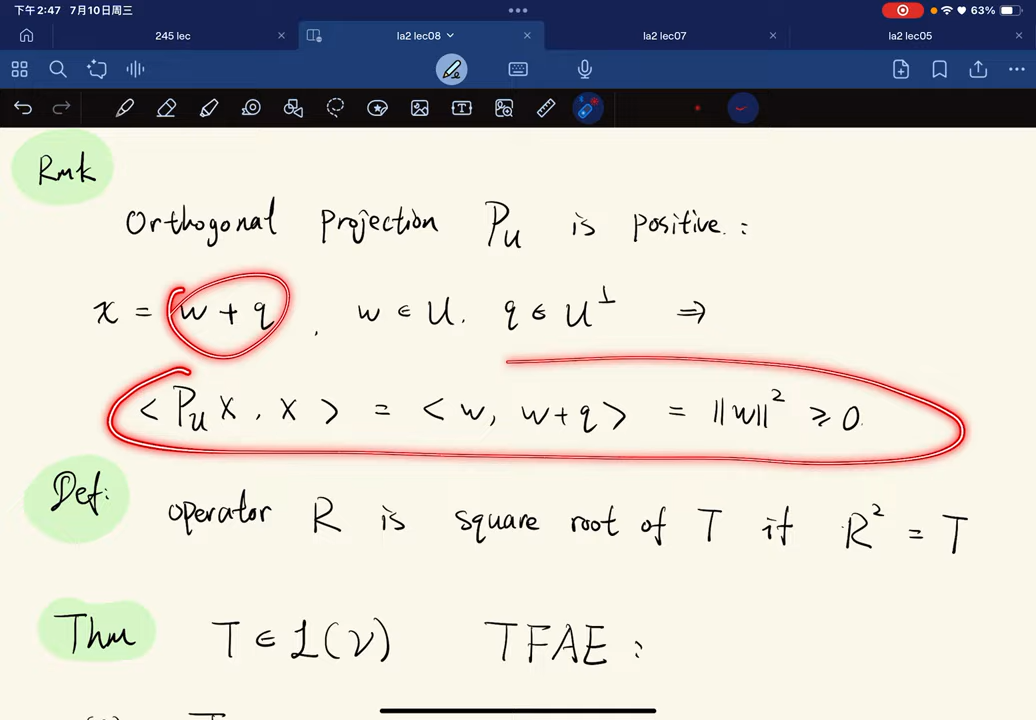 下午2:47 7月10日周三
63%
245 lec
la2 lec08
la2 lec07
la2 lec05
Rmk
Orthogonal Projection P_U is positive.:
x = w + q , w ∈ U. q ∈ U^⊥ ⇒
< P_U x , x > = < w, w+q > = ||w||² ≥ 0.
Def:
operator R is square root of T if R² = T
Thm T ∈ L(V) TFAE :